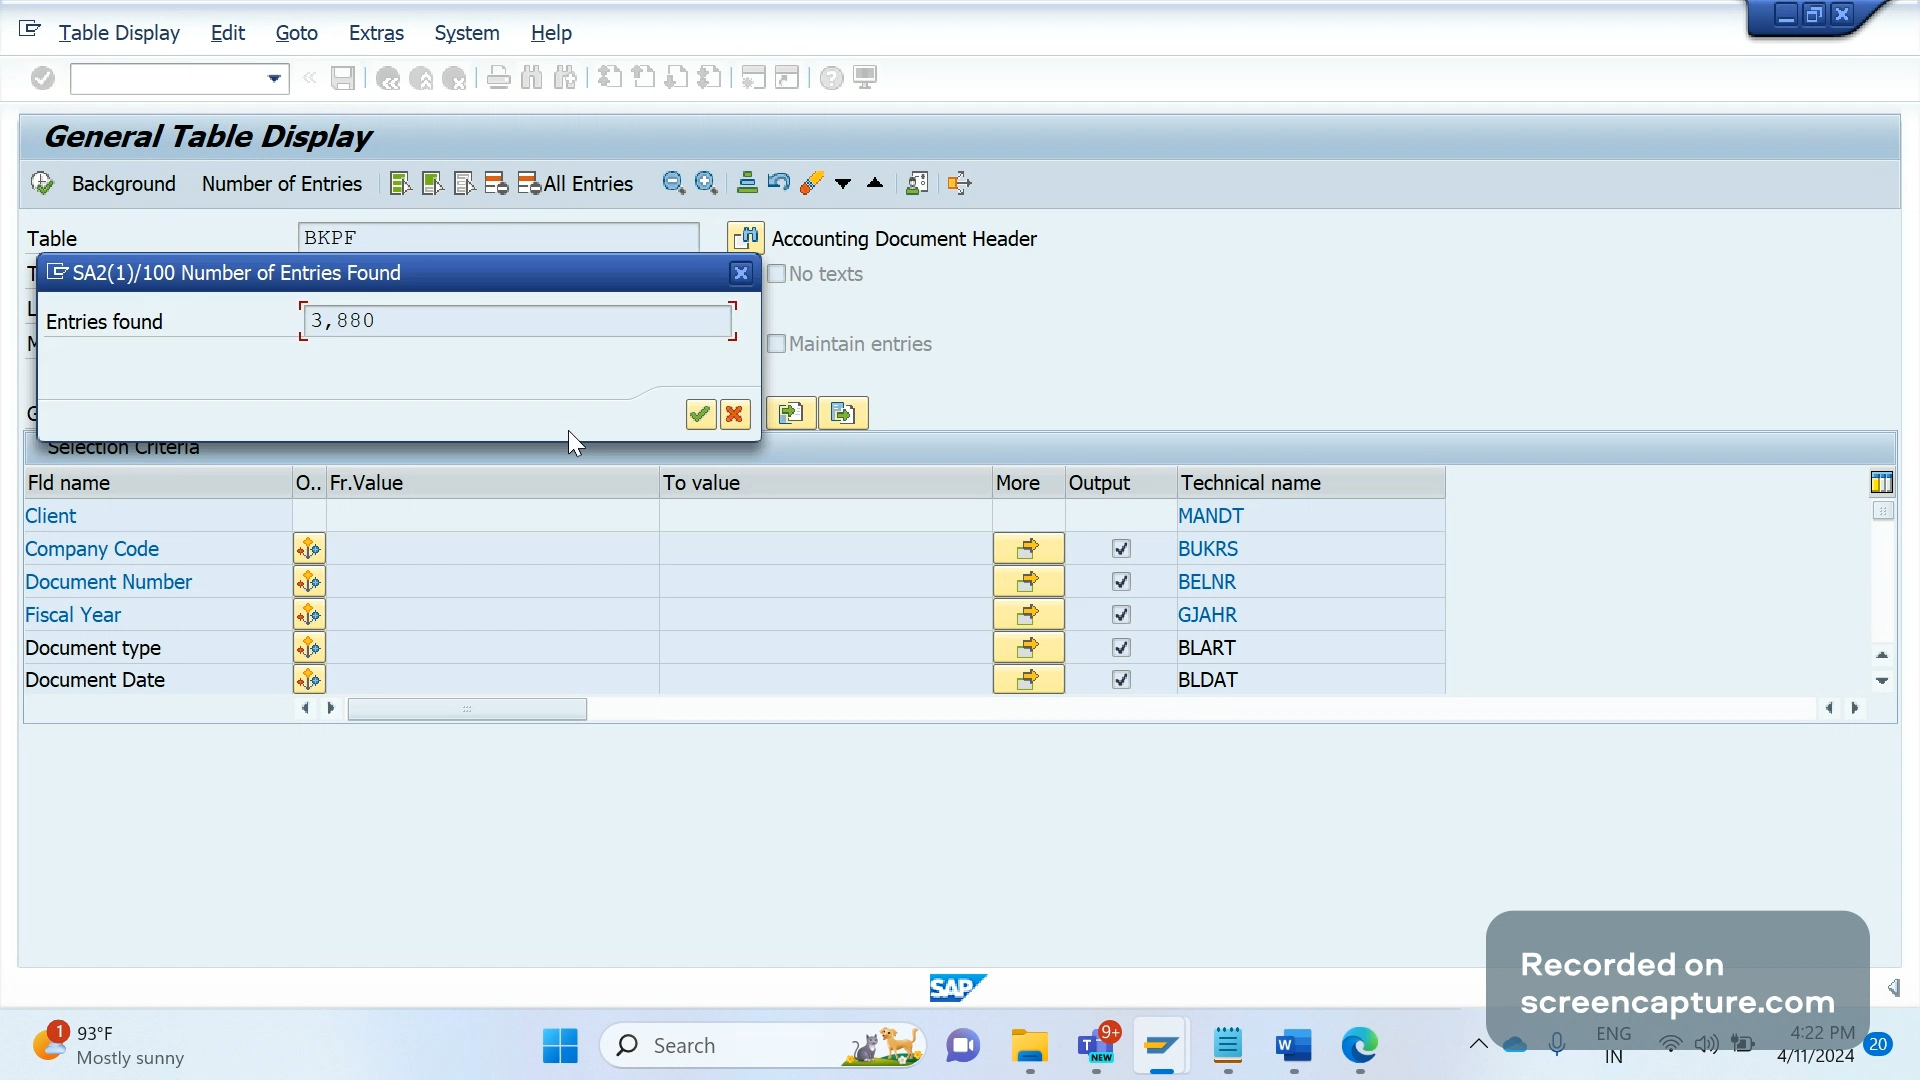 Table Display Edit Goto Extras System Help
General Table Display
Background Number of Entries All Entries
Table BKPF Accounting Document Header
SA2(1)/100 Number of Entries Found
No texts
Entries found 3,880
Maintain entries
Selection Criteria
Fld name O.. Fr.Value To value More Output Technical name
Client MANDT
Company Code BUKRS
Document Number BELNR
Fiscal Year GJAHR
Document type BLART
Document Date BLDAT
SAP
Recorded on
screencapture.com
1 93°F
Mostly sunny
Search
T NEW 9+
W
ENG
IN
4:22 PM
4/11/2024
20